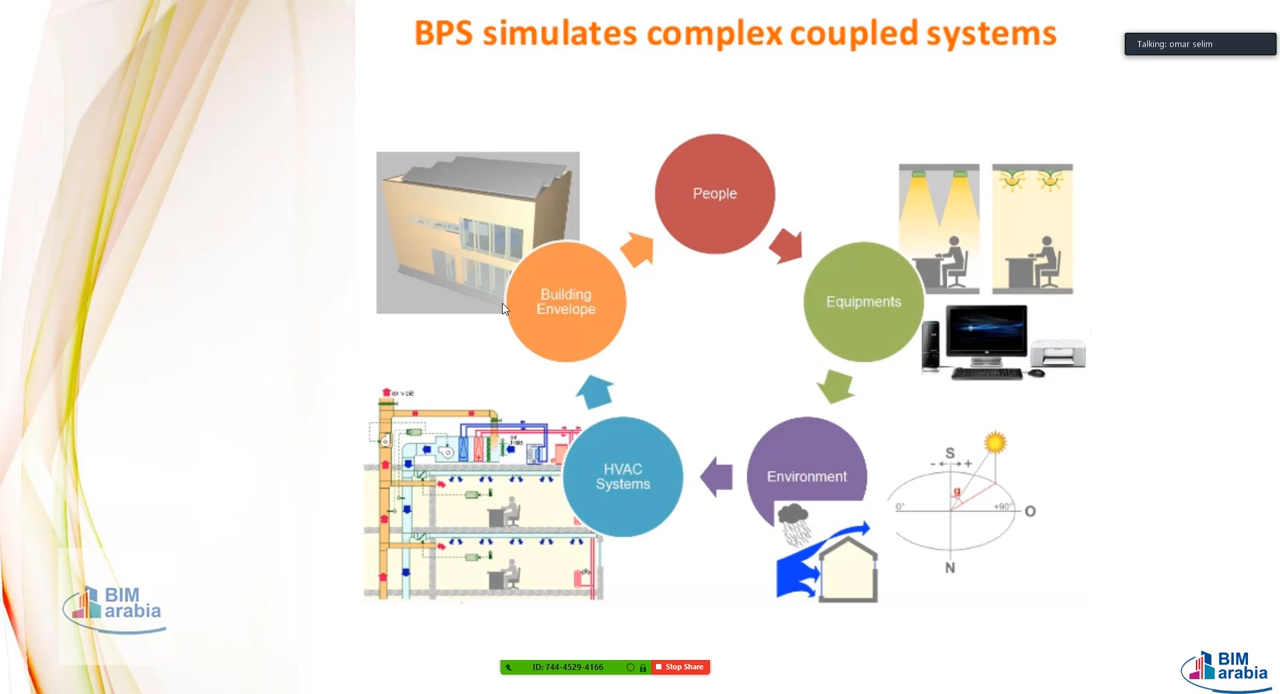 BPS simulates complex coupled systems
Talking: omar selim
People
Building
Envelope
Equipments
HVAC
Systems
Environment
S
- +
g
0°
+90°
O
N
BIM
arabia
ID: 744-4529-4166
Stop Share
BIM
arabia